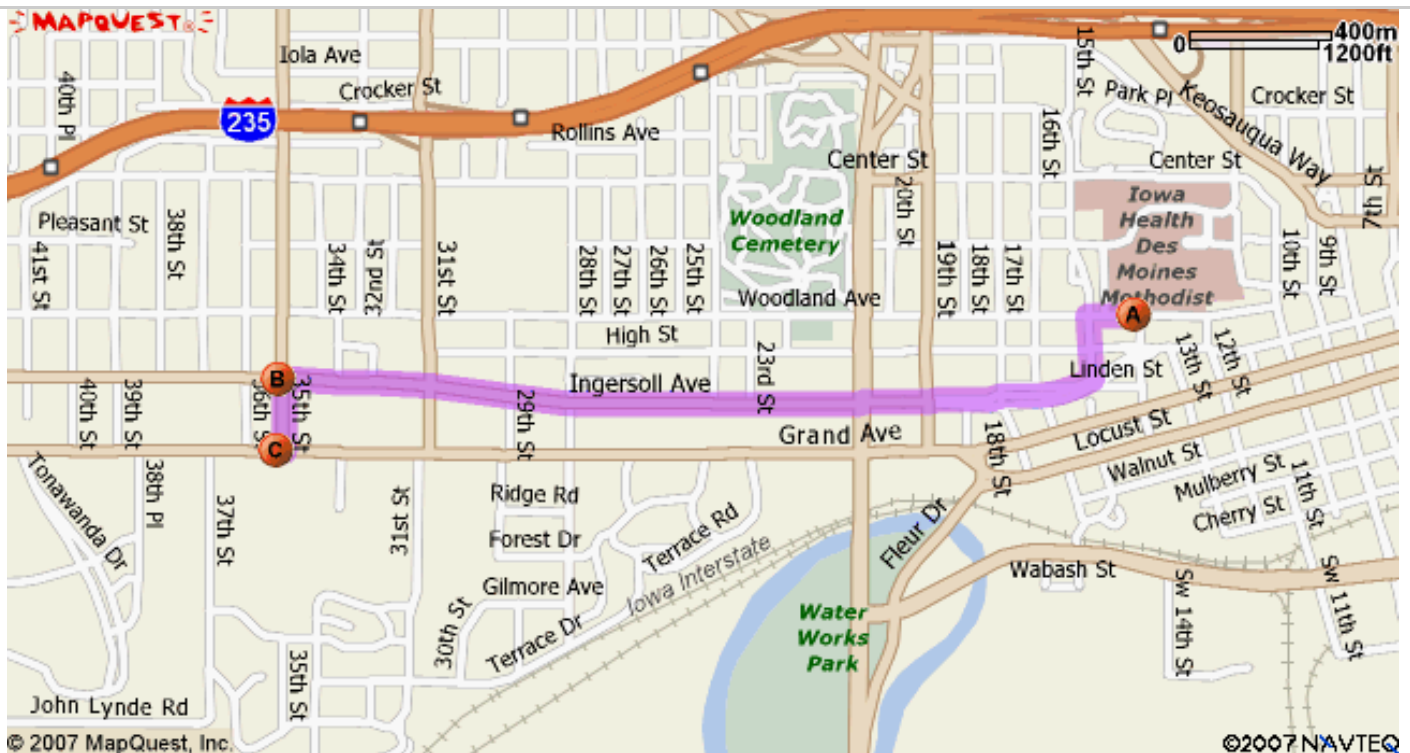 MAPQUEST®
Iola Ave
Crocker St
40th Pl
235
Rollins Ave
15th St
0
400m
1200ft
Park Pl
Keosauqua Way
Crocker St
16th St
Center St
Center St
7th St
Pleasant St
38th St
41st St
34th St
32nd St
31st St
28th St
27th St
26th St
25th St
Woodland
Cemetery
20th St
19th St
18th St
17th St
Iowa
Health
Des
Moines
Methodist
10th St
9th St
Woodland Ave
A
High St
23rd St
Linden St
13th St
12th St
B
Ingersoll Ave
40th St
39th St
36th St
35th St
29th St
C
Grand Ave
18th St
Locust St
Walnut St
Mulberry St
Cherry St
11th St
Tonawanda Dr
38th Pl
37th St
31st St
Ridge Rd
Forest Dr
Terrace Rd
Gilmore Ave
Iowa Interstate
Fleur Dr
Wabash St
Sw 14th St
Sw 11th St
30th St
Terrace Dr
Water
Works
Park
35th St
John Lynde Rd
© 2007 MapQuest, Inc.
©2007 NAVTEQ